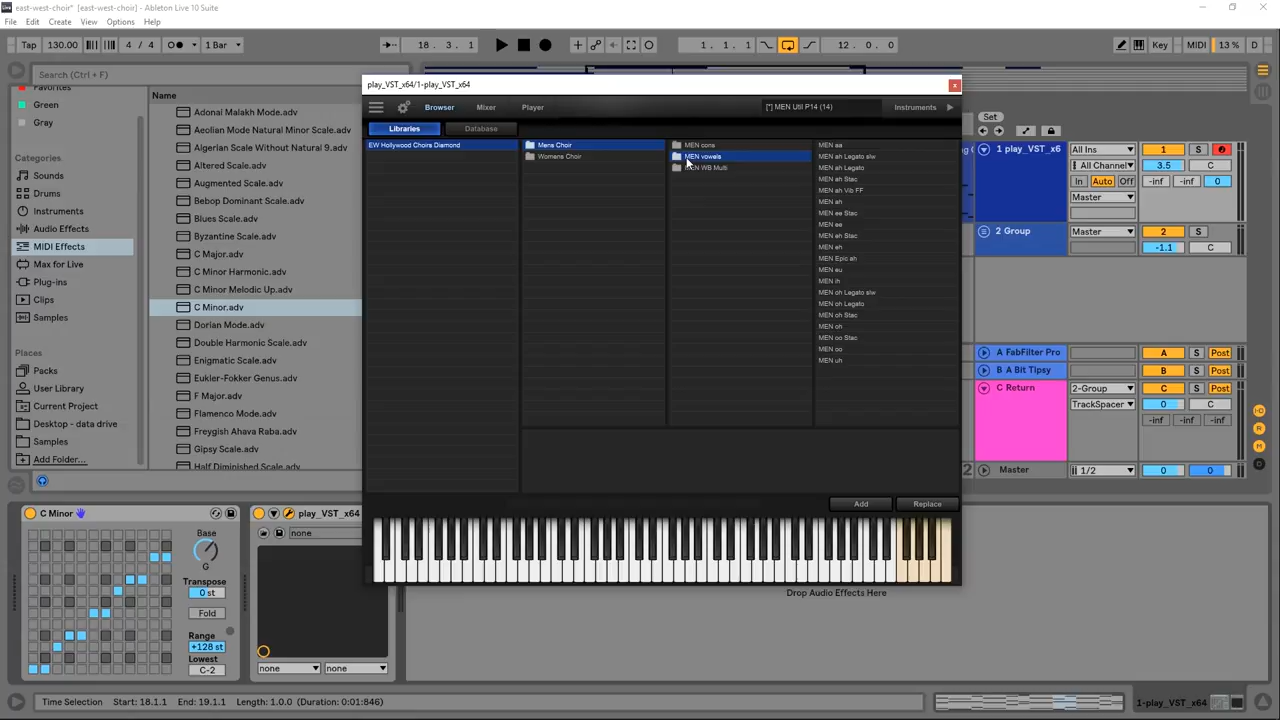 east-west-choir* [east-west-choir] - Ableton Live 10 Suite
File Edit Create View Options Help
Tap 130.00 4 / 4 1 Bar 18. 3. 1 1. 1. 1 12. 0. 0 Key MIDI 13 % D
Search (Ctrl + F)
Favorites
Green
Gray
Categories
Sounds
Drums
Instruments
Audio Effects
MIDI Effects
Max for Live
Plug-ins
Clips
Samples
Places
Packs
User Library
Current Project
Desktop - data drive
Samples
Add Folder...
Name
Adonal Malakh Mode.adv
Aeolian Mode Natural Minor Scale.adv
Algerian Scale Without Natural 9.adv
Altered Scale.adv
Augmented Scale.adv
Bebop Dominant Scale.adv
Blues Scale.adv
Byzantine Scale.adv
C Major.adv
C Minor Harmonic.adv
C Minor Melodic Up.adv
C Minor.adv
Dorian Mode.adv
Double Harmonic Scale.adv
Enigmatic Scale.adv
Eukler-Fokker Genus.adv
F Major.adv
Flamenco Mode.adv
Freygish Ahava Raba.adv
Gipsy Scale.adv
Half Diminished Scale.adv
play_VST_x64/1-play_VST_x64
Browser Mixer Player [*] MEN Util P14 (14) Instruments
Libraries Database
EW Hollywood Choirs Diamond
Mens Choir
Womens Choir
MEN cons
MEN vowels
MEN WB Multi
MEN aa
MEN ah Legato slw
MEN ah Legato
MEN ah Stac
MEN ah Vib FF
MEN ah
MEN ee Stac
MEN ee
MEN eh Stac
MEN eh
MEN Epic ah
MEN eu
MEN ih
MEN oh Legato slw
MEN oh Legato
MEN oh Stac
MEN oh
MEN oo Stac
MEN oo
MEN uh
Add Replace
Set
1 play_VST_x6 All Ins 1 S
All Channel 3.5 C
In Auto Off -inf -inf 0
Master
2 Group Master 2 S
-1.1 C
A FabFilter Pro A S Post
B A Bit Tipsy B S Post
C Return 2-Group C S Post
TrackSpacer 0 C
-inf -inf -inf
Master 1/2 0 0
C Minor
Base
G
Transpose
0 st
Fold
Range
+128 st
Lowest
C-2
play_VST_x64
none
none none
Drop Audio Effects Here
Time Selection Start: 18.1.1 End: 19.1.1 Length: 1.0.0 (Duration: 0:01:846)
1-play_VST_x64